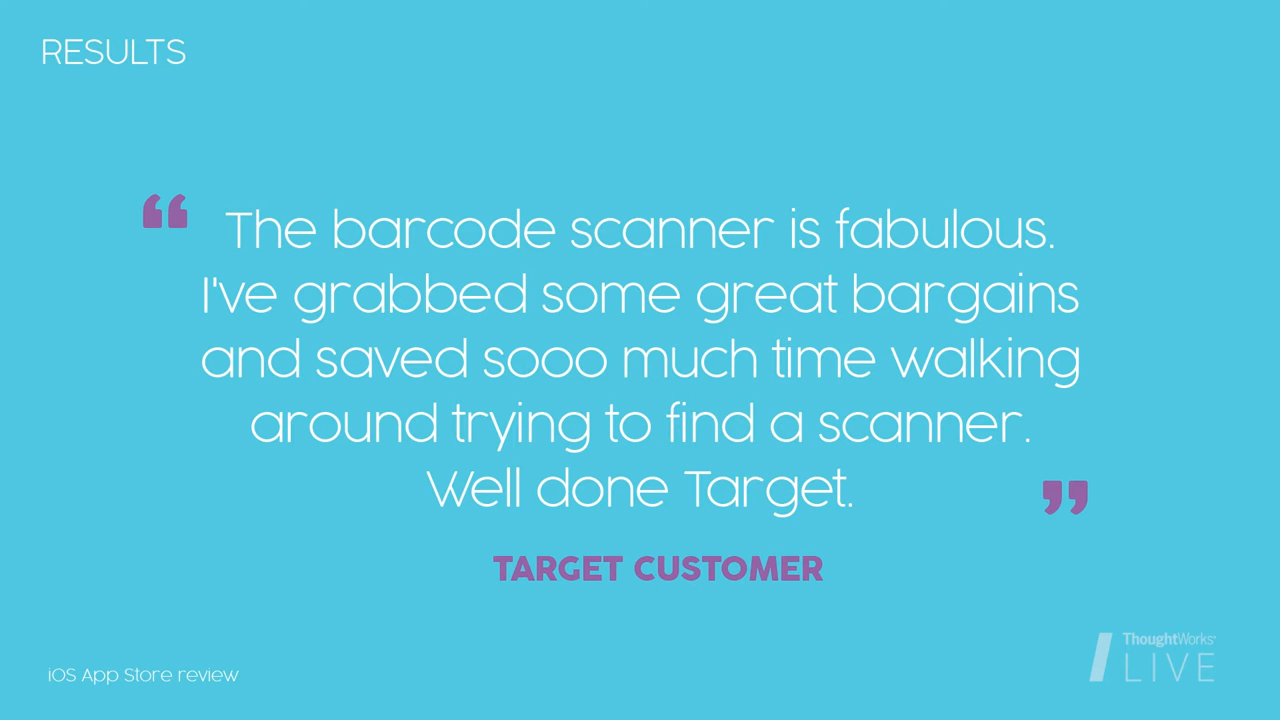 RESULTS
“ The barcode scanner is fabulous.
I've grabbed some great bargains
and saved sooo much time walking
around trying to find a scanner.
Well done Target. ”
TARGET CUSTOMER
iOS App Store review
ThoughtWorks®
LIVE